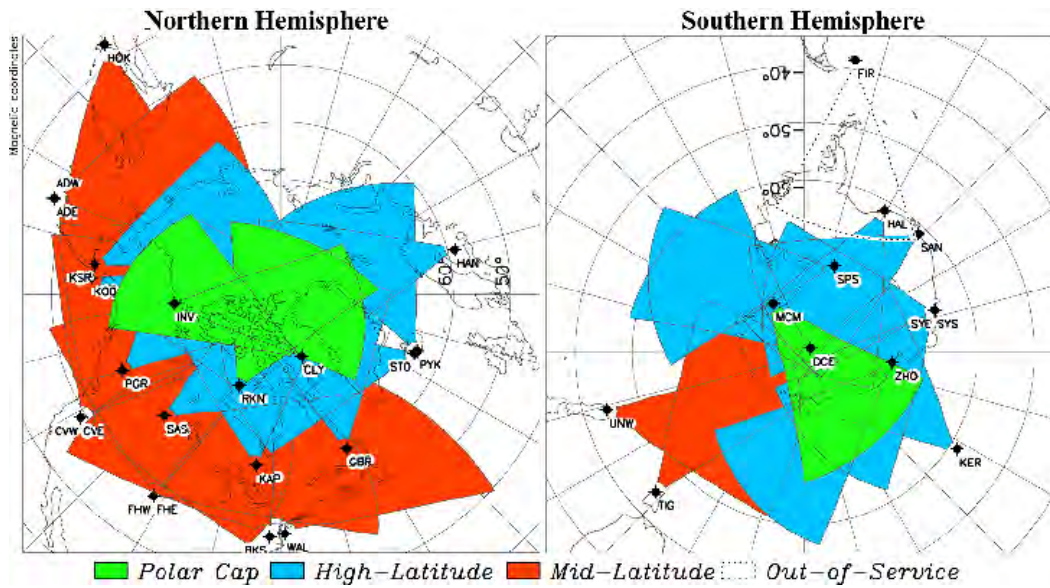 Northern Hemisphere
Southern Hemisphere
Magnetic coordinates
HOK
ADW
ADE
KSR
KOD
INV
HAN
60°
50°
PGR
CLY
STO
PYK
RKN
CVW CVE
SAS
GBR
KAP
FHW FHE
BKS
WAL
FIR
40°
50°
60°
HAL
SAN
SPS
MCM
SYE SYS
DCE
ZHO
UNW
KER
TIG
Polar Cap
High-Latitude
Mid-Latitude
Out-of-Service